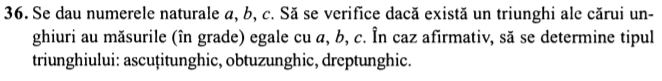 36. Se dau numerele naturale a, b, c. Să se verifice dacă există un triunghi ale cărui un-
ghiuri au măsurile (în grade) egale cu a, b, c. În caz afirmativ, să se determine tipul
triunghiului: ascuțitunghic, obtuzunghic, dreptunghic.